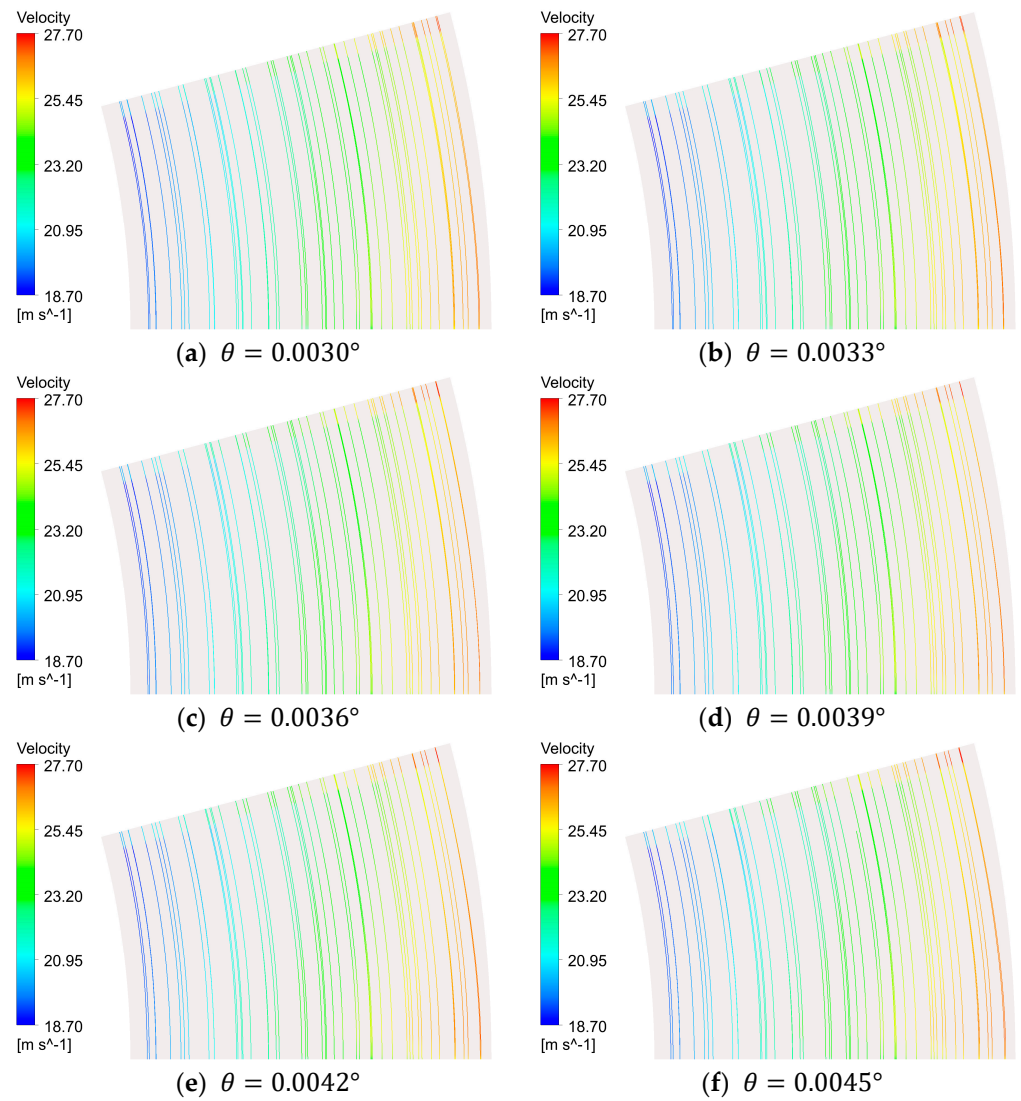 Velocity
27.70
25.45
23.20
20.95
18.70
[m s^-1]
(a) θ = 0.0030°
Velocity
27.70
25.45
23.20
20.95
18.70
[m s^-1]
(b) θ = 0.0033°
Velocity
27.70
25.45
23.20
20.95
18.70
[m s^-1]
(c) θ = 0.0036°
Velocity
27.70
25.45
23.20
20.95
18.70
[m s^-1]
(d) θ = 0.0039°
Velocity
27.70
25.45
23.20
20.95
18.70
[m s^-1]
(e) θ = 0.0042°
Velocity
27.70
25.45
23.20
20.95
18.70
[m s^-1]
(f) θ = 0.0045°